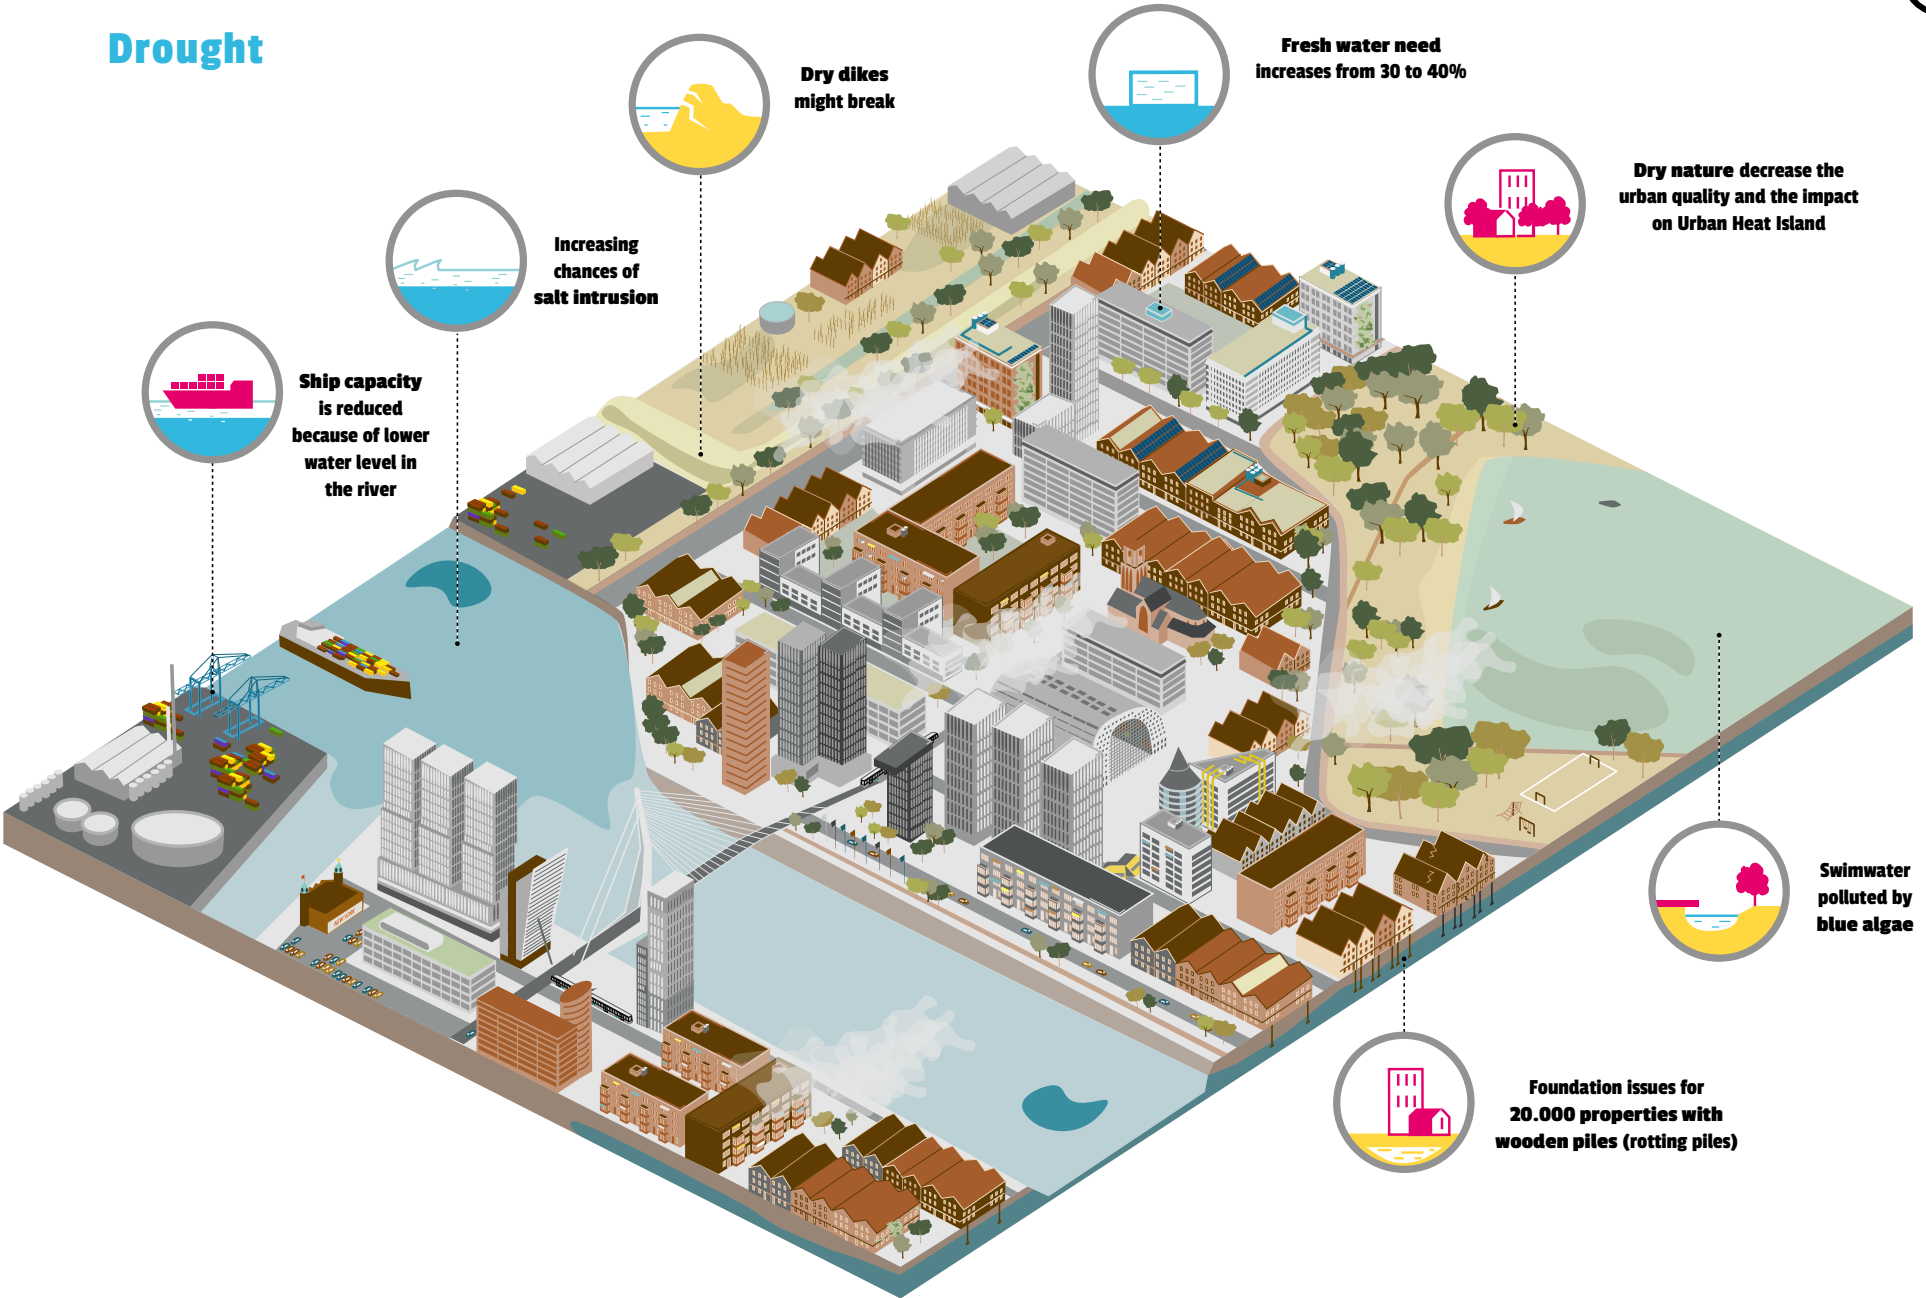 Drought
Dry dikes
might break
Fresh water need
increases from 30 to 40%
Dry nature decrease the
urban quality and the impact
on Urban Heat Island
Increasing
chances of
salt intrusion
Ship capacity
is reduced
because of lower
water level in
the river
NEW YORK
Swimwater
polluted by
blue algae
Foundation issues for
20.000 properties with
wooden piles (rotting piles)